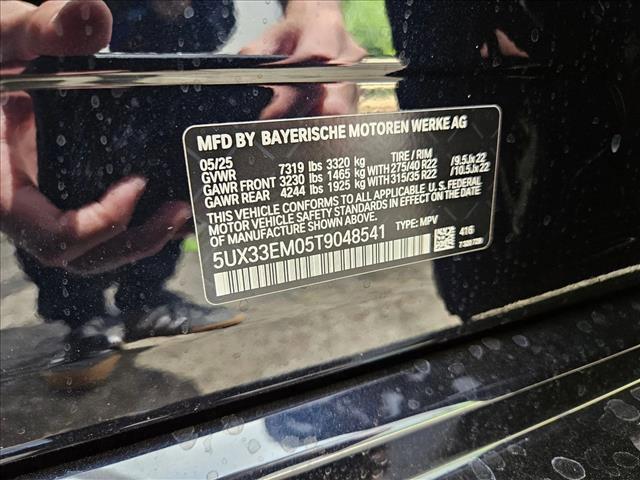 MFD BY BAYERISCHE MOTOREN WERKE AG
05/25 TIRE / RIM
GVWR 7319 lbs 3320 kg
GAWR FRONT 3230 lbs 1465 kg WITH 275/40 R22 /9.5Jx22
GAWR REAR 4244 lbs 1925 kg WITH 315/35 R22 /10.5Jx22
THIS VEHICLE CONFORMS TO ALL APPLICABLE U.S. FEDERAL
MOTOR VEHICLE SAFETY STANDARDS IN EFFECT ON THE DATE
OF MANUFACTURE SHOWN ABOVE.
5UX33EM05T9048541 TYPE: MPV
416